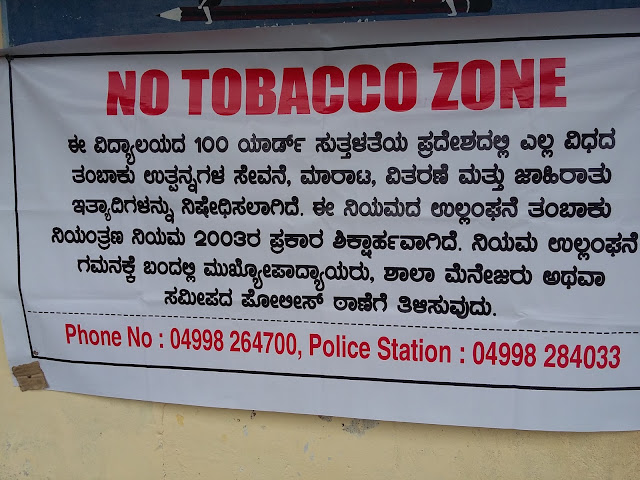 NO TOBACCO ZONE
ಈ ವಿದ್ಯಾಲಯದ 100 ಯಾರ್ಡ್ ಸುತ್ತಳತೆಯ ಪ್ರದೇಶದಲ್ಲಿ ಎಲ್ಲ ವಿಧದ
ತಂಬಾಕು ಉತ್ಪನ್ನಗಳ ಸೇವನೆ, ಮಾರಾಟ, ವಿತರಣೆ ಮತ್ತು ಜಾಹಿರಾತು
ಇತ್ಯಾದಿಗಳನ್ನು ನಿಷೇಧಿಸಲಾಗಿದೆ. ಈ ನಿಯಮದ ಉಲ್ಲಂಘನೆ ತಂಬಾಕು
ನಿಯಂತ್ರಣ ನಿಯಮ 2003ರ ಪ್ರಕಾರ ಶಿಕ್ಷಾರ್ಹವಾಗಿದೆ. ನಿಯಮ ಉಲ್ಲಂಘನೆ
ಗಮನಕ್ಕೆ ಬಂದಲ್ಲಿ ಮುಖ್ಯೋಪಾಧ್ಯಾಯರು, ಶಾಲಾ ಮೆನೇಜರು ಅಥವಾ
ಸಮೀಪದ ಪೋಲೀಸ್ ಠಾಣೆಗೆ ತಿಳಿಸುವುದು.
Phone No : 04998 264700, Police Station : 04998 284033